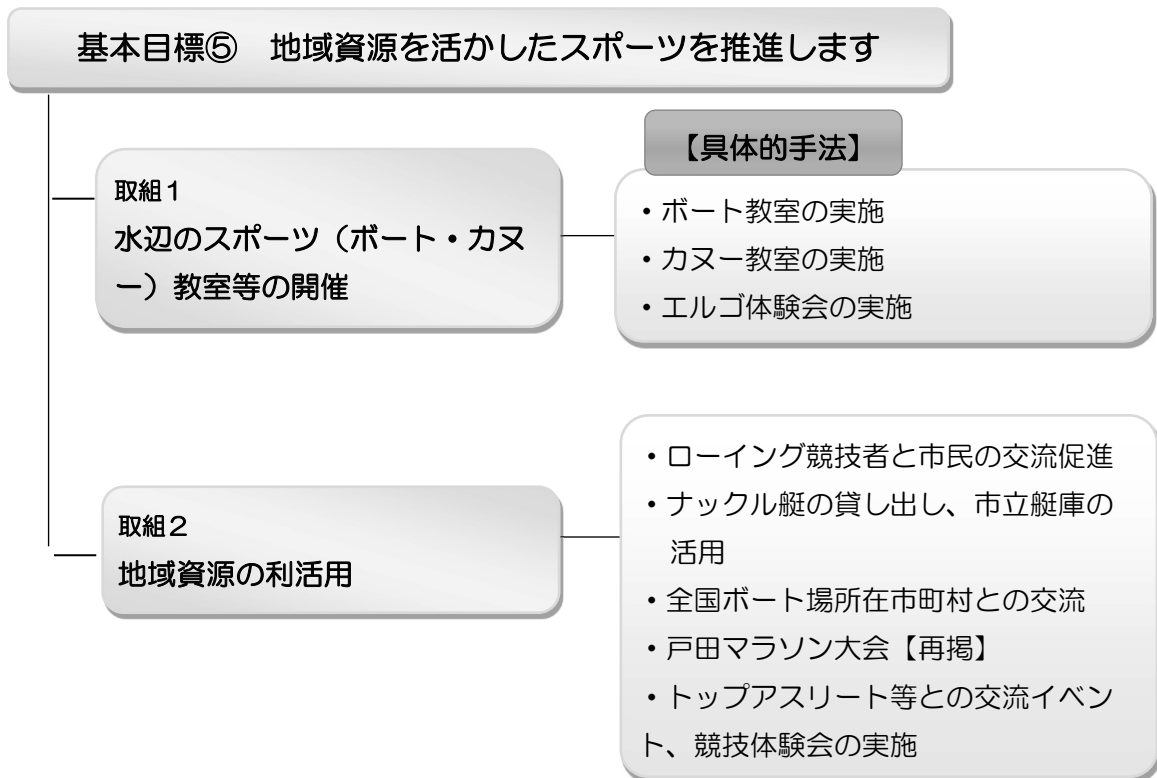 基本目標⑤　地域資源を活かしたスポーツを推進します
【具体的手法】
取組１
水辺のスポーツ（ボート・カヌ
ー）教室等の開催
・ボート教室の実施
・カヌー教室の実施
・エルゴ体験会の実施
取組２
地域資源の利活用
・ローイング競技者と市民の交流促進
・ナックル艇の貸し出し、市立艇庫の
活用
・全国ボート場所在市町村との交流
・戸田マラソン大会【再掲】
・トップアスリート等との交流イベン
ト、競技体験会の実施